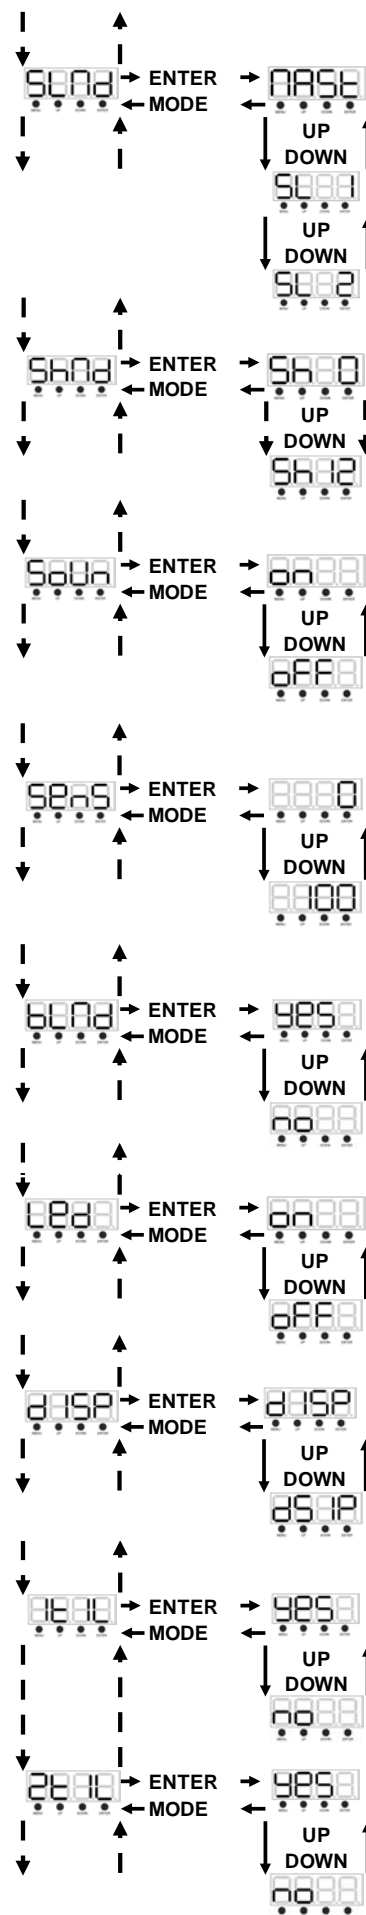 SLNd ENTER NASt
MODE
UP
DOWN
SL 1
UP
DOWN
SL 2
ShNd ENTER Sh 0
MODE
UP
DOWN
Sh12
SoUn ENTER on
MODE
UP
DOWN
oFF
SEnS ENTER 0
MODE
UP
DOWN
100
bLNd ENTER YES
MODE
UP
DOWN
no
LEd ENTER on
MODE
UP
DOWN
oFF
dISP ENTER dISP
MODE
UP
DOWN
dSIP
1tIL ENTER YES
MODE
UP
DOWN
no
2tIL ENTER YES
MODE
UP
DOWN
no